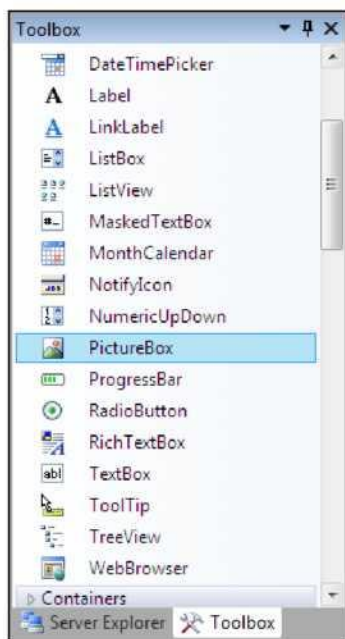 Toolbox
DateTimePicker
A Label
A LinkLabel
ListBox
ListView
#_ MaskedTextBox
MonthCalendar
NotifyIcon
NumericUpDown
PictureBox
ProgressBar
RadioButton
RichTextBox
abl TextBox
ToolTip
TreeView
WebBrowser
Containers
Server Explorer Toolbox